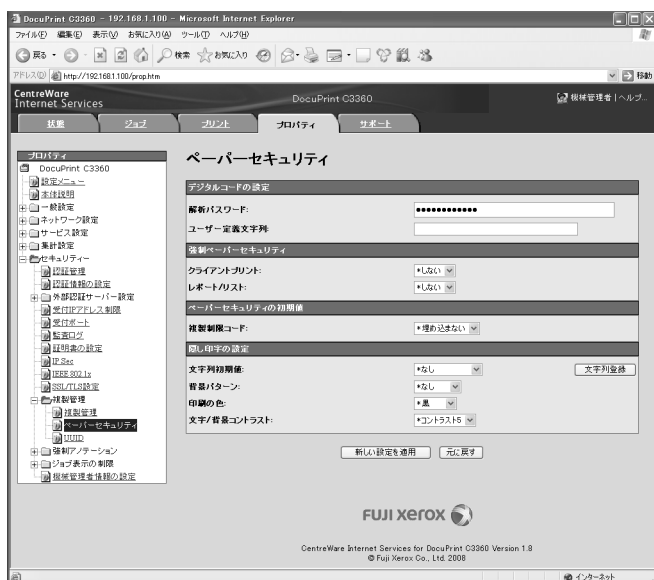 DocuPrint C3360 - 192.168.1.100 - Microsoft Internet Explorer
ファイル(F) 編集(E) 表示(V) お気に入り(A) ツール(T) ヘルプ(H)
戻る 検索 お気に入り
アドレス(D) http://192.168.1.100/prop.htm 移動
CentreWare
Internet Services
DocuPrint C3360
機械管理者 | ヘルプ...
状態 ジョブ プリント プロパティ サポート
プロパティ
DocuPrint C3360
設定メニュー
本体説明
一般設定
ネットワーク設定
サービス設定
集計設定
セキュリティー
認証管理
認証情報の設定
外部認証サーバー設定
受付IPアドレス制限
受付ポート
監査ログ
証明書の設定
IP Sec
IEEE 802.1x
SSL/TLS設定
複製管理
複製管理
ペーパーセキュリティ
UUID
強制アノテーション
ジョブ表示の制限
機械管理者情報の設定
ペーパーセキュリティ
デジタルコードの設定
解析パスワード: ●●●●●●●●●●●●
ユーザー定義文字列:
強制ペーパーセキュリティ
クライアントプリント: *しない
レポート/リスト: *しない
ペーパーセキュリティの初期値
複製制限コード: *埋め込まない
隠し印字の設定
文字列初期値: *なし 文字列登録
背景パターン: *なし
印刷の色: *黒
文字/背景コントラスト: *コントラスト5
新しい設定を適用 元に戻す
FUJI XEROX
CentreWare Internet Services for DocuPrint C3360 Version 1.8
© Fuji Xerox Co., Ltd. 2008
インターネット